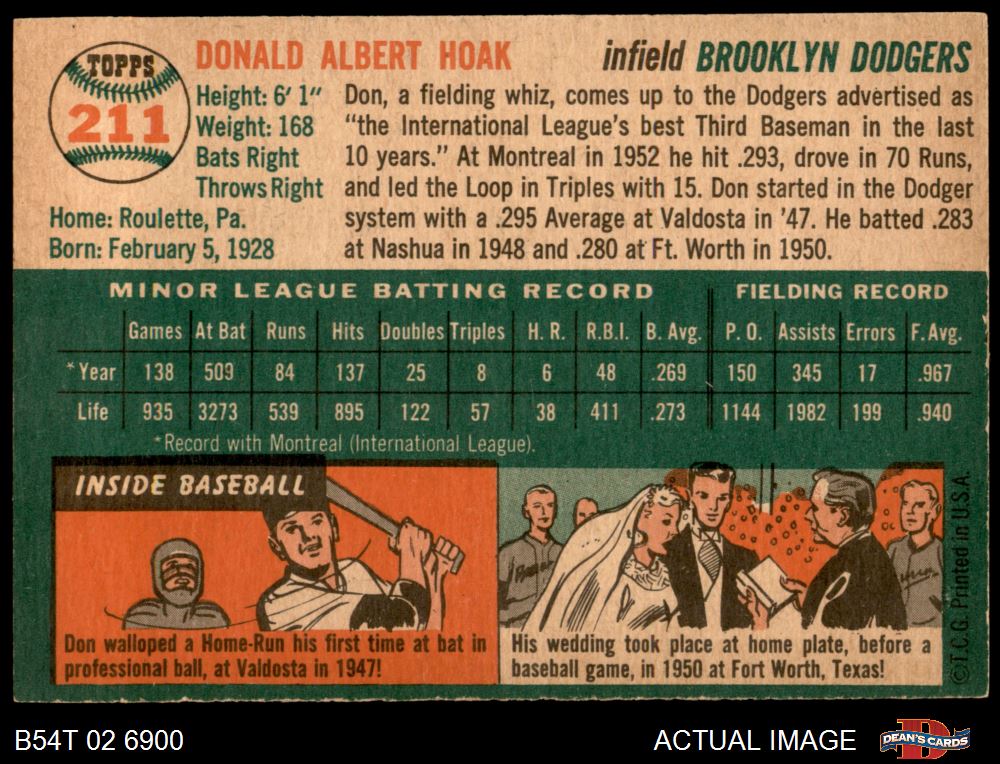 TOPPS
211
DONALD ALBERT HOAK
infield BROOKLYN DODGERS
Height: 6' 1"
Weight: 168
Bats Right
Throws Right
Home: Roulette, Pa.
Born: February 5, 1928
Don, a fielding whiz, comes up to the Dodgers advertised as
"the International League's best Third Baseman in the last
10 years." At Montreal in 1952 he hit .293, drove in 70 Runs,
and led the Loop in Triples with 15. Don started in the Dodger
system with a .295 Average at Valdosta in '47. He batted .283
at Nashua in 1948 and .280 at Ft. Worth in 1950.
MINOR LEAGUE BATTING RECORD FIELDING RECORD
Games At Bat Runs Hits Doubles Triples H. R. R.B.I. B. Avg. P. O. Assists Errors F. Avg.
*Year 138 509 84 137 25 8 6 48 .269 150 345 17 .967
Life 935 3273 539 895 122 57 38 411 .273 1144 1982 199 .940
*Record with Montreal (International League).
INSIDE BASEBALL
Don walloped a Home-Run his first time at bat in
professional ball, at Valdosta in 1947!
His wedding took place at home plate, before a
baseball game, in 1950 at Fort Worth, Texas!
©T.C.G. Printed in U.S.A.
B54T 02 6900
ACTUAL IMAGE
D
DEAN'S CARDS